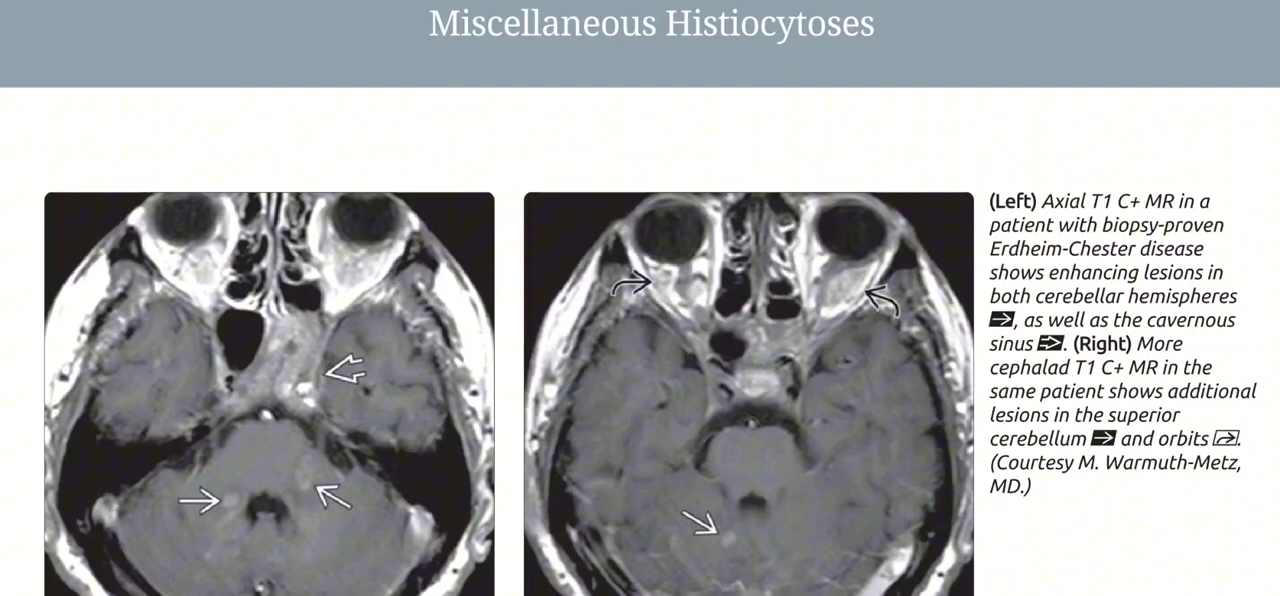 Miscellaneous Histiocytoses
(Left) Axial T1 C+ MR in a
patient with biopsy-proven
Erdheim-Chester disease
shows enhancing lesions in
both cerebellar hemispheres
➡, as well as the cavernous
sinus ➡. (Right) More
cephalad T1 C+ MR in the
same patient shows additional
lesions in the superior
cerebellum ➡ and orbits ➡.
(Courtesy M. Warmuth-Metz,
MD.)